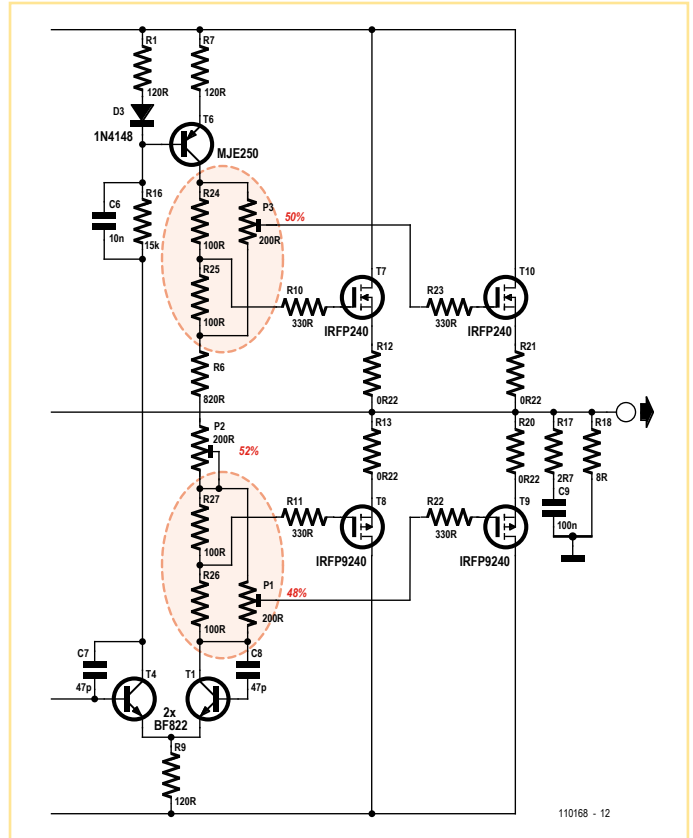 R1
R7
120R
120R
D3
T6
1N4148
MJE250
R16
C6
10n
15k
R24
P3
50%
100R
200R
R25
100R
R10
T7
R23
T10
330R
330R
IRFP240
IRFP240
R6
820R
R12
R21
0R22
0R22
P2
200R
52%
R13
R20
R17
R18
0R22
0R22
2R7
8R
C9
100n
R27
100R
R11
T8
R22
T9
330R
330R
IRFP9240
IRFP9240
R26
P1
48%
100R
200R
C7
47p
T4
T1
C8
47p
2x
BF822
R9
120R
110168 - 12